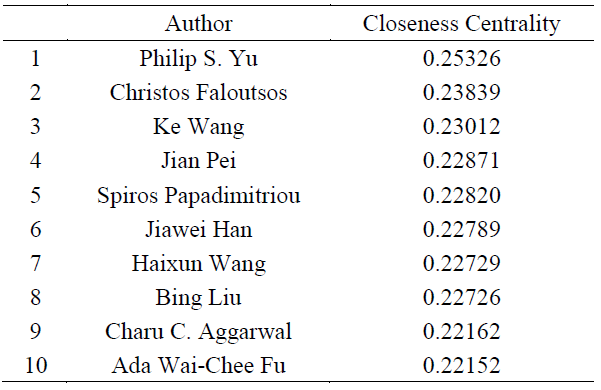 Author Closeness Centrality
1 Philip S. Yu 0.25326
2 Christos Faloutsos 0.23839
3 Ke Wang 0.23012
4 Jian Pei 0.22871
5 Spiros Papadimitriou 0.22820
6 Jiawei Han 0.22789
7 Haixun Wang 0.22729
8 Bing Liu 0.22726
9 Charu C. Aggarwal 0.22162
10 Ada Wai-Chee Fu 0.22152